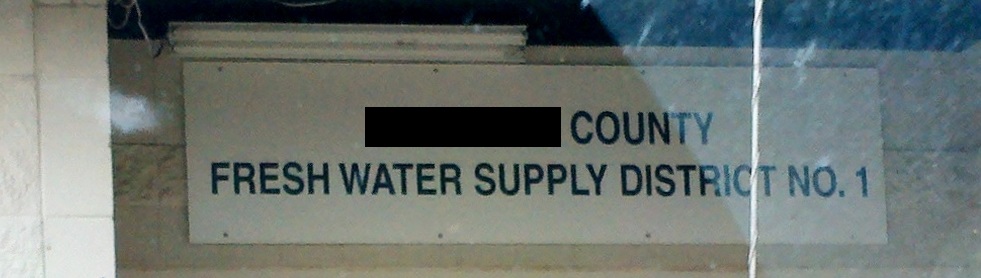 COUNTY
FRESH WATER SUPPLY DISTRICT NO. 1